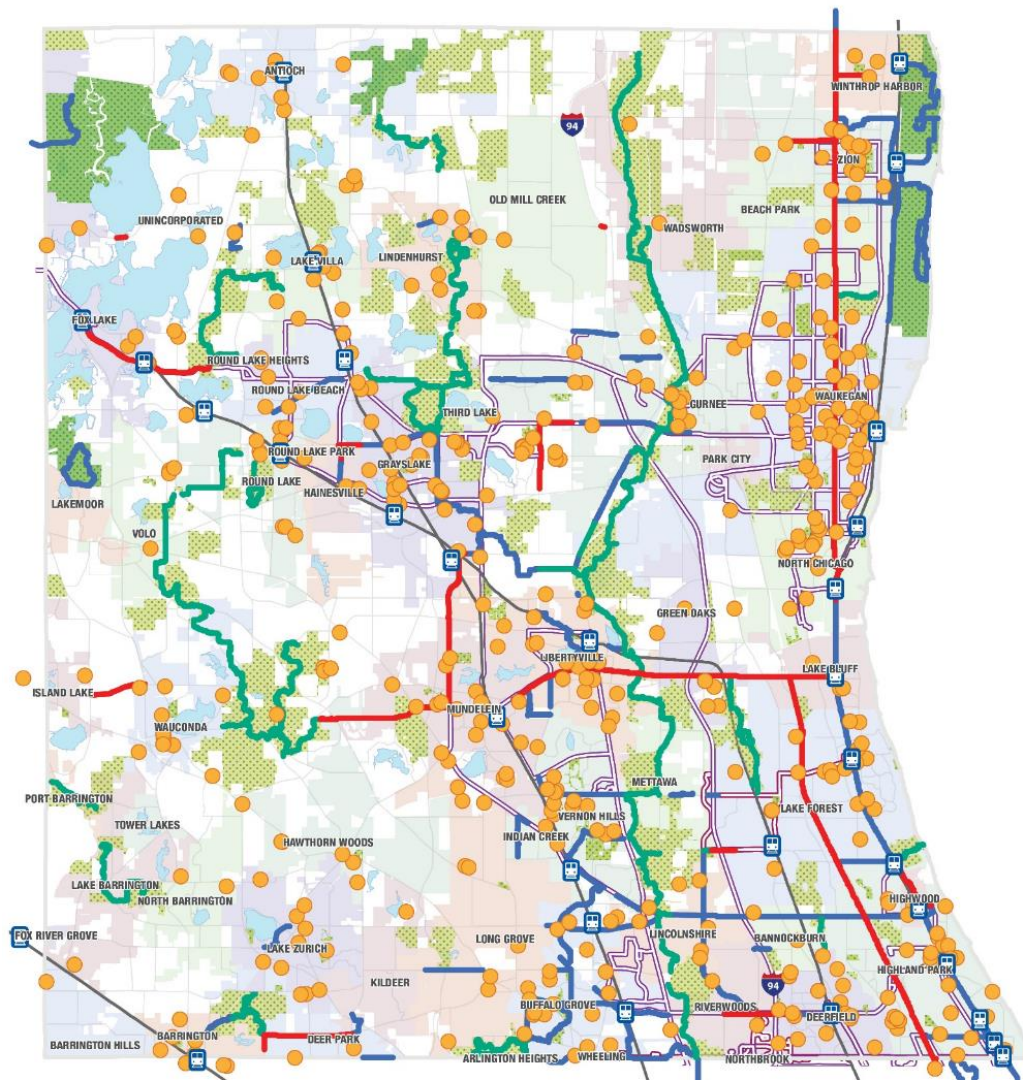 ANTIOCH
WINTHROP HARBOR
94
ZION
OLD MILL CREEK
BEACH PARK
UNINCORPORATED
WADSWORTH
LAKE VILLA
LINDENHURST
FOX LAKE
ROUND LAKE HEIGHTS
ROUND LAKE BEACH
WAUKEGAN
GURNEE
THIRD LAKE
ROUND LAKE PARK
PARK CITY
GRAYSLAKE
ROUND LAKE
HAINESVILLE
LAKEMOOR
VOLO
NORTH CHICAGO
GREEN OAKS
LIBERTYVILLE
LAKE BLUFF
ISLAND LAKE
MUNDELEIN
WAUCONDA
METTAWA
PORT BARRINGTON
LAKE FOREST
VERNON HILLS
TOWER LAKES
INDIAN CREEK
HAWTHORN WOODS
LAKE BARRINGTON
HIGHWOOD
NORTH BARRINGTON
FOX RIVER GROVE
LINCOLNSHIRE
LONG GROVE
BANNOCKBURN
LAKE ZURICH
HIGHLAND PARK
KILDEER
94
BUFFALO GROVE
RIVERWOODS
DEERFIELD
BARRINGTON
DEER PARK
BARRINGTON HILLS
ARLINGTON HEIGHTS
WHEELING
NORTHBROOK